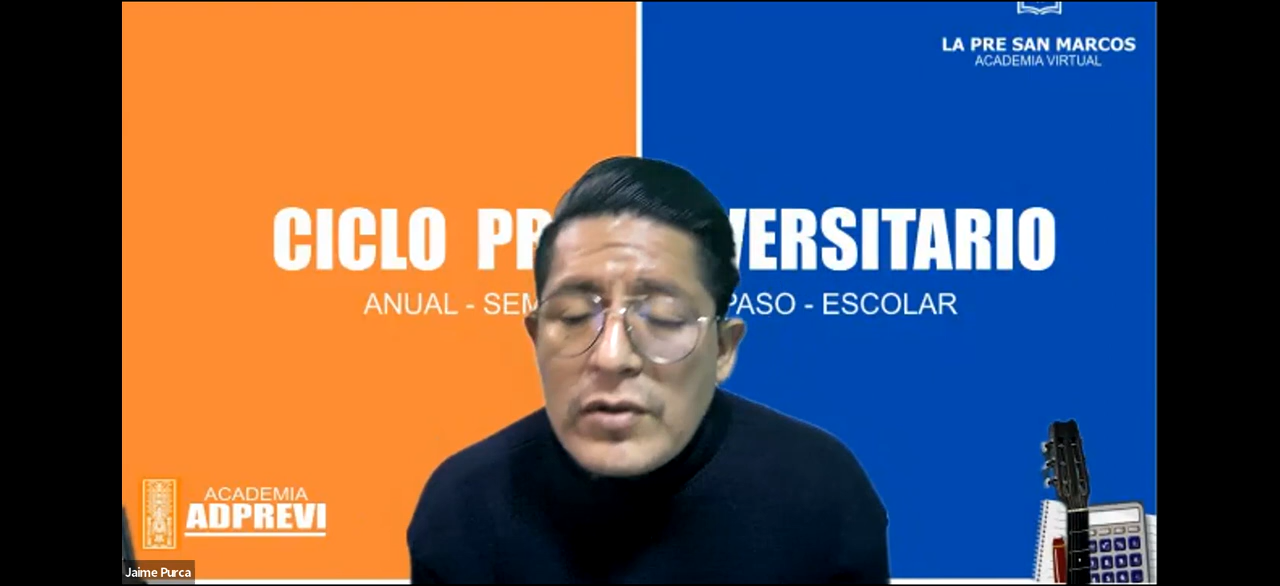 LA PRE SAN MARCOS
ACADEMIA VIRTUAL
CICLO PR VERSITARIO
ANUAL - SEM PASO - ESCOLAR
ACADEMIA
ADPREVI
Jaime Purca